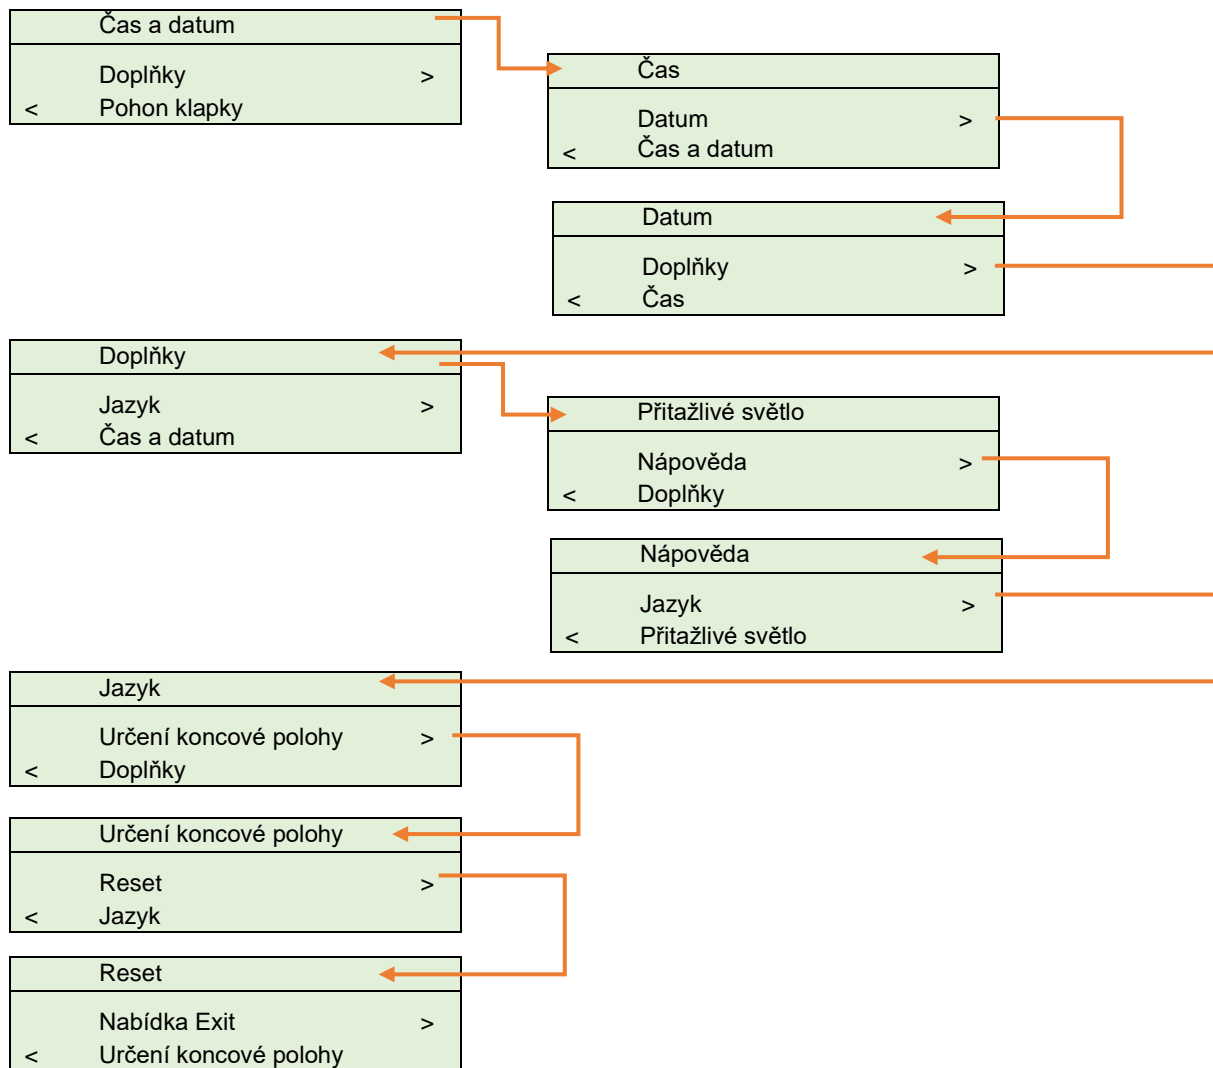 Čas a datum
Doplňky >
< Pohon klapky
Čas
Datum >
< Čas a datum
Datum
Doplňky >
< Čas
Doplňky
Jazyk >
< Čas a datum
Přitažlivé světlo
Nápověda >
< Doplňky
Nápověda
Jazyk >
< Přitažlivé světlo
Jazyk
Určení koncové polohy >
< Doplňky
Určení koncové polohy
Reset >
< Jazyk
Reset
Nabídka Exit >
< Určení koncové polohy